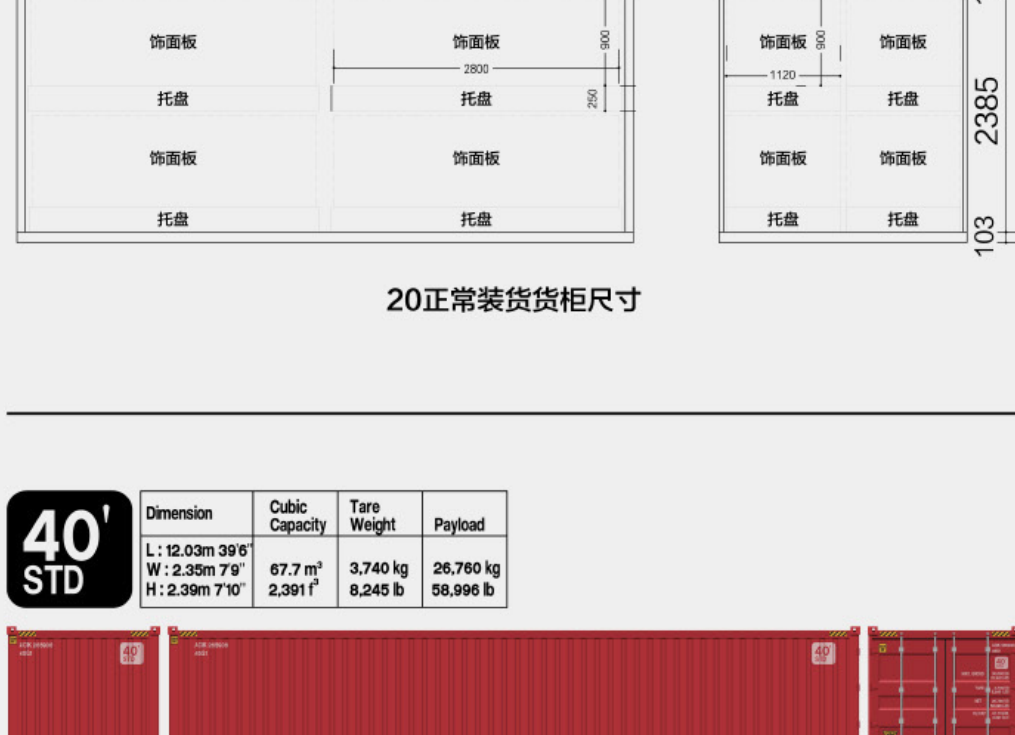 饰面板 饰面板 900 饰面板 900 饰面板
2800 1120
托盘 托盘 250 托盘 托盘 2385
饰面板 饰面板 饰面板 饰面板
托盘 托盘 托盘 托盘 103
20正常装货货柜尺寸
40'
STD
Dimension
Cubic
Capacity
Tare
Weight
Payload
L : 12.03m 39'6"
W : 2.35m 7'9"
H : 2.39m 7'10"
67.7 m³
2,391 f³
3,740 kg
8,245 lb
26,760 kg
58,996 lb
40'
STD
40'
STD
40'